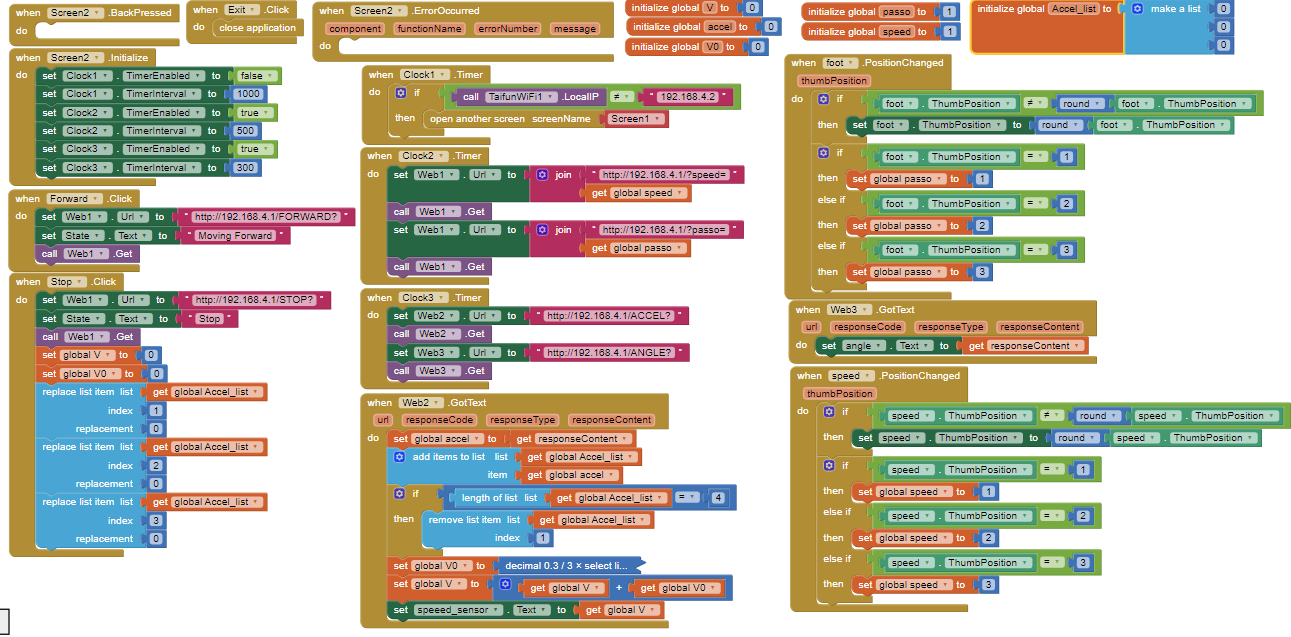 when Screen2 .BackPressed
do
when Exit .Click
do close application
when Screen2 .ErrorOccurred
component functionName errorNumber message
do
initialize global V to 0
initialize global accel to 0
initialize global V0 to 0
initialize global passo to 1
initialize global speed to 1
initialize global Accel_list to make a list 0
0
0
when Screen2 .Initialize
do set Clock1 . TimerEnabled to false
set Clock1 . TimerInterval to 1000
set Clock2 . TimerEnabled to true
set Clock2 . TimerInterval to 500
set Clock3 . TimerEnabled to true
set Clock3 . TimerInterval to 300
when Forward .Click
do set Web1 . Url to " http://192.168.4.1/FORWARD? "
set State . Text to " Moving Forward "
call Web1 .Get
when Stop .Click
do set Web1 . Url to " http://192.168.4.1/STOP? "
set State . Text to " Stop "
call Web1 .Get
set global V to 0
set global V0 to 0
replace list item list get global Accel_list
index 1
replacement 0
replace list item list get global Accel_list
index 2
replacement 0
replace list item list get global Accel_list
index 3
replacement 0
when Clock1 .Timer
do if call TaifunWiFi1 .LocalIP ≠ " 192.168.4.2 "
then open another screen screenName Screen1
when Clock2 .Timer
do set Web1 . Url to join " http://192.168.4.1/?speed= "
get global speed
call Web1 .Get
set Web1 . Url to join " http://192.168.4.1/?passo= "
get global passo
call Web1 .Get
when Clock3 .Timer
do set Web2 . Url to " http://192.168.4.1/ACCEL? "
call Web2 .Get
set Web3 . Url to " http://192.168.4.1/ANGLE? "
call Web3 .Get
when Web2 .GotText
url responseCode responseType responseContent
do set global accel to get responseContent
add items to list list get global Accel_list
item get global accel
if length of list list get global Accel_list = 4
then remove list item list get global Accel_list
index 1
set global V0 to decimal 0.3 / 3 × select li...
set global V to get global V + get global V0
set speeed_sensor . Text to get global V
when foot .PositionChanged
thumbPosition
do if foot . ThumbPosition ≠ round foot . ThumbPosition
then set foot . ThumbPosition to round foot . ThumbPosition
if foot . ThumbPosition = 1
then set global passo to 1
else if foot . ThumbPosition = 2
then set global passo to 2
else if foot . ThumbPosition = 3
then set global passo to 3
when Web3 .GotText
url responseCode responseType responseContent
do set angle . Text to get responseContent
when speed .PositionChanged
thumbPosition
do if speed . ThumbPosition ≠ round speed . ThumbPosition
then set speed . ThumbPosition to round speed . ThumbPosition
if speed . ThumbPosition = 1
then set global speed to 1
else if speed . ThumbPosition = 2
then set global speed to 2
else if speed . ThumbPosition = 3
then set global speed to 3